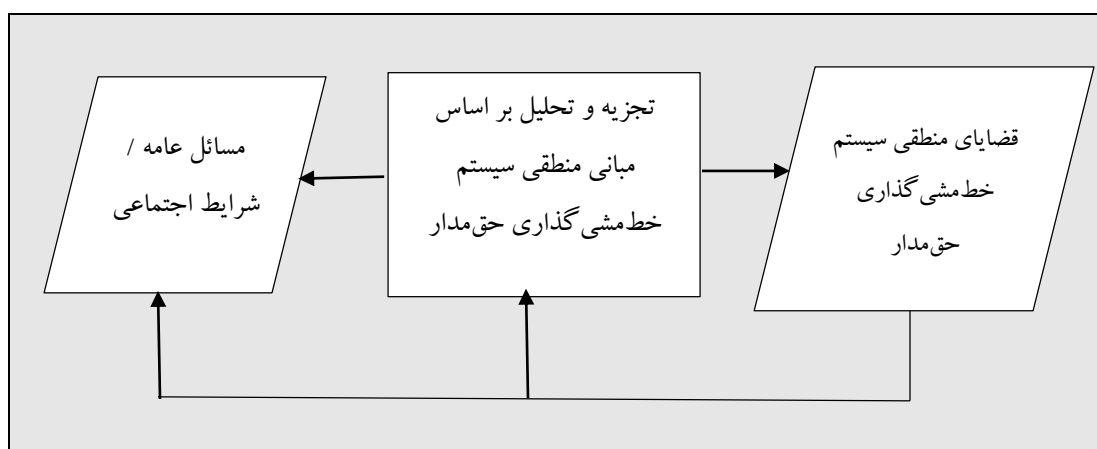 قضایای منطقی سیستم
خط‌مشی‌گذاری
حق‌مدار
تجزیه و تحلیل بر اساس
مبانی منطقی سیستم
خط‌مشی‌گذاری حق‌مدار
مسائل عامه /
شرایط اجتماعی